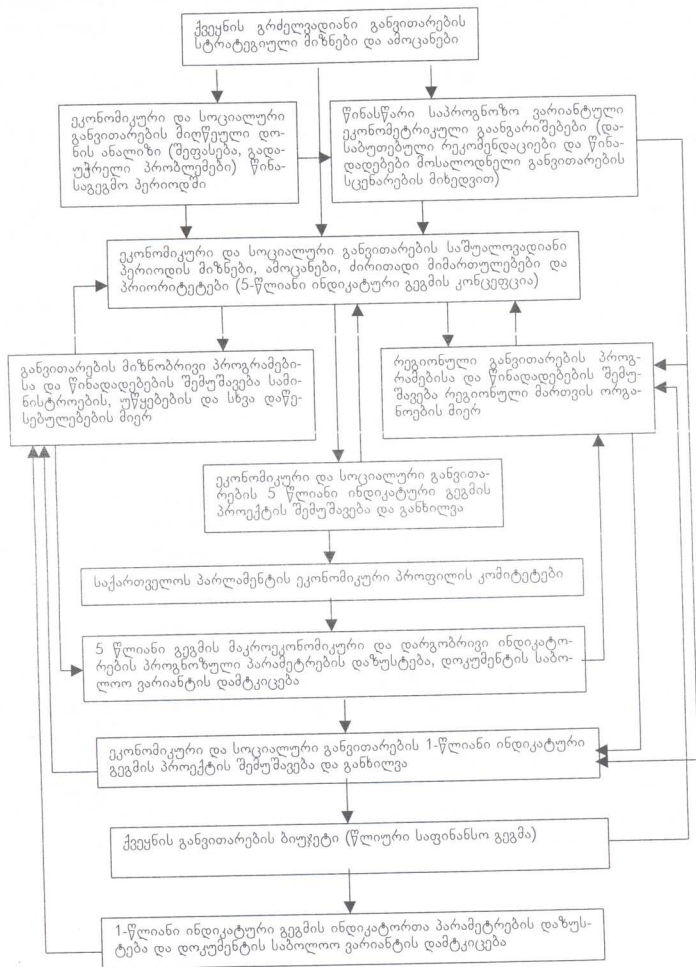 ქვეყნის გრძელვადიანი განვითარების
სტრატეგიული მიზნები და ამოცანები
ეკონომიკური და სოციალური
განვითარების მიღწეული დო-
ნის ანალიზი (შეფასება, გადა-
უჭრელი პრობლემები) წინა-
საგეგმო პერიოდში
წინასწარი საპროგნოზო ვარიანტული
ეკონომეტრიკული გაანგარიშებები (და-
საბუთებული რეკომენდაციები და წინა-
დადებები მოსალოდნელი განვითარების
სცენარების მიხედვით)
ეკონომიკური და სოციალური განვითარების საშუალოვადიანი
პერიოდის მიზნები, ამოცანები, ძირითადი მიმართულებები და
პრიორიტეტები (5-წლიანი ინდიკატური გეგმის კონცეფცია)
განვითარების მიზნობრივი პროგრამები-
სა და წინადადებების შემუშავება სამი-
ნისტროების, უწყებების და სხვა დაწე-
სებულებების მიერ
რეგიონული განვითარების პროგ-
რამებისა და წინადადებების შემუ-
შავება რეგიონული მართვის ორგა-
ნოების მიერ
ეკონომიკური და სოციალური განვითა-
რების 5 წლიანი ინდიკატური გეგმის
პროექტის შემუშავება და განხილვა
საქართველოს პარლამენტის ეკონომიკური პროფილის კომიტეტები
5 წლიანი გეგმის მაკროეკონომიკური და დარგობრივი ინდიკატო-
რების პროგნოზული პარამეტრების დაზუსტება, დოკუმენტის საბო-
ლოო ვარიანტის დამტკიცება
ეკონომიკური და სოციალური განვითარების 1-წლიანი ინდიკატური
გეგმის პროექტის შემუშავება და განხილვა
ქვეყნის განვითარების ბიუჯეტი (წლიური საფინანსო გეგმა)
1-წლიანი ინდიკატური გეგმის ინდიკატორთა პარამეტრების დაზუს-
ტება და დოკუმენტის საბოლოო ვარიანტის დამტკიცება